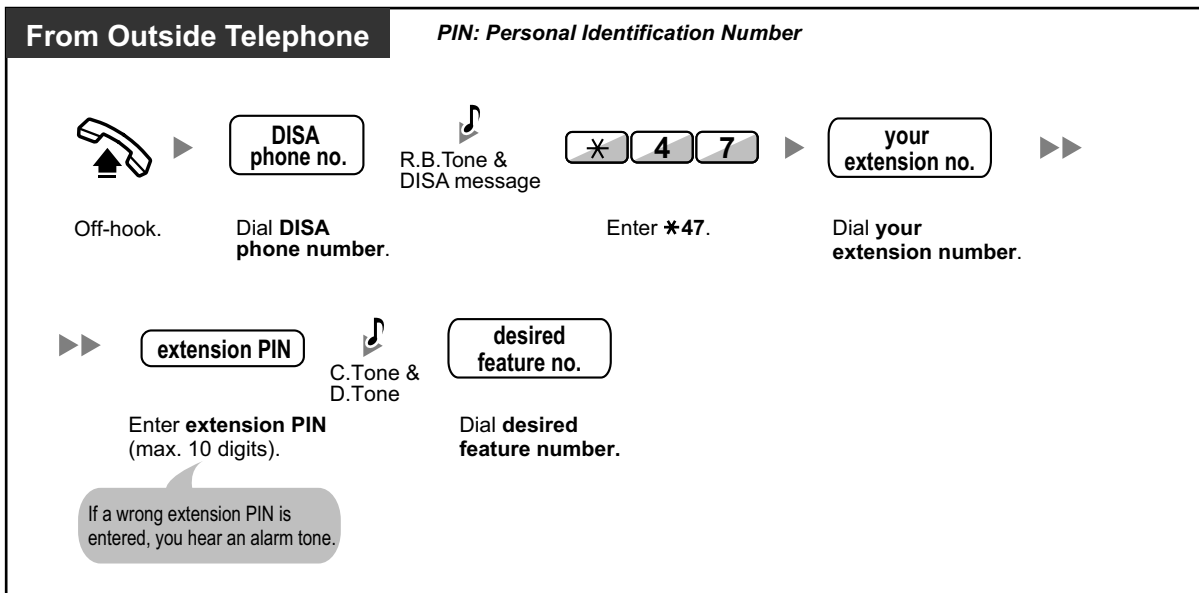 From Outside Telephone
PIN: Personal Identification Number
DISA
phone no.
R.B.Tone &
DISA message
* 4 7
your
extension no.
Off-hook.
Dial DISA
phone number.
Enter *47.
Dial your
extension number.
extension PIN
C.Tone &
D.Tone
desired
feature no.
Enter extension PIN
(max. 10 digits).
Dial desired
feature number.
If a wrong extension PIN is
entered, you hear an alarm tone.